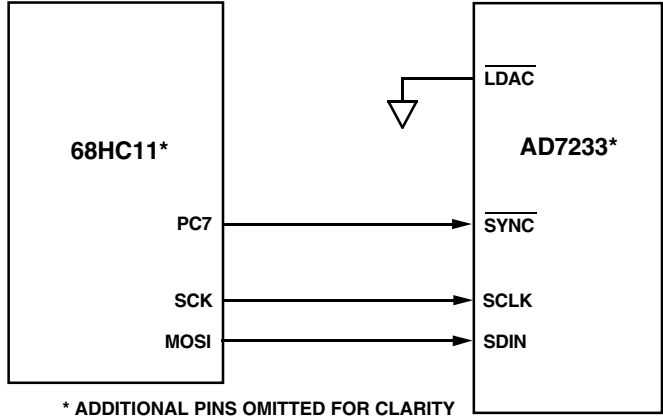 LDAC
68HC11*
AD7233*
PC7
SYNC
SCK
SCLK
MOSI
SDIN
* ADDITIONAL PINS OMITTED FOR CLARITY